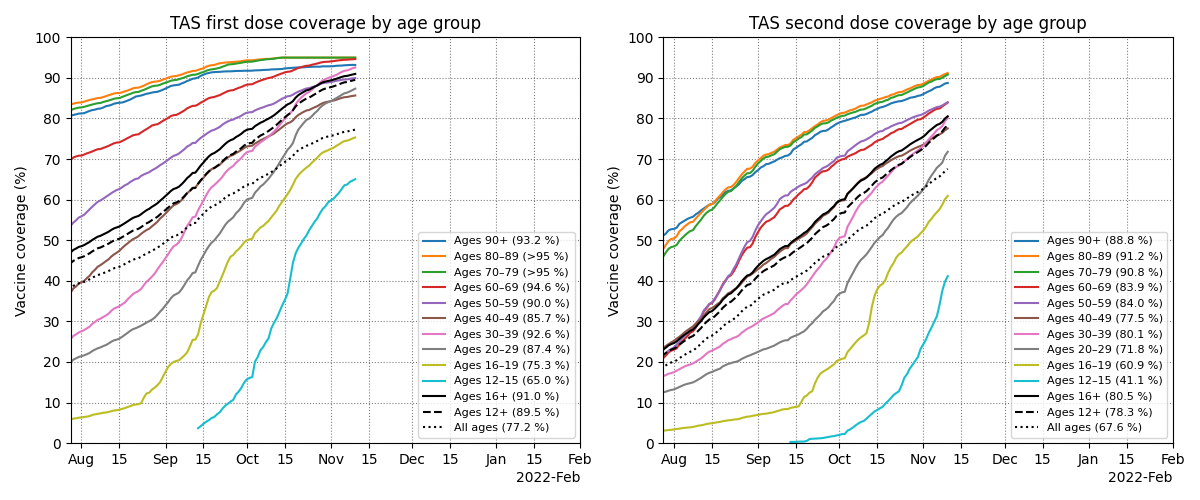 TAS first dose coverage by age group
Vaccine coverage (%)
100
90
80
70
60
50
40
30
20
10
0
Ages 90+ (93.2 %)
Ages 80–89 (>95 %)
Ages 70–79 (>95 %)
Ages 60–69 (94.6 %)
Ages 50–59 (90.0 %)
Ages 40–49 (85.7 %)
Ages 30–39 (92.6 %)
Ages 20–29 (87.4 %)
Ages 16–19 (75.3 %)
Ages 12–15 (65.0 %)
Ages 16+ (91.0 %)
Ages 12+ (89.5 %)
All ages (77.2 %)
Aug 15 Sep 15 Oct 15 Nov 15 Dec 15 Jan 15 Feb
2022-Feb
TAS second dose coverage by age group
Vaccine coverage (%)
100
90
80
70
60
50
40
30
20
10
0
Ages 90+ (88.8 %)
Ages 80–89 (91.2 %)
Ages 70–79 (90.8 %)
Ages 60–69 (83.9 %)
Ages 50–59 (84.0 %)
Ages 40–49 (77.5 %)
Ages 30–39 (80.1 %)
Ages 20–29 (71.8 %)
Ages 16–19 (60.9 %)
Ages 12–15 (41.1 %)
Ages 16+ (80.5 %)
Ages 12+ (78.3 %)
All ages (67.6 %)
Aug 15 Sep 15 Oct 15 Nov 15 Dec 15 Jan 15 Feb
2022-Feb